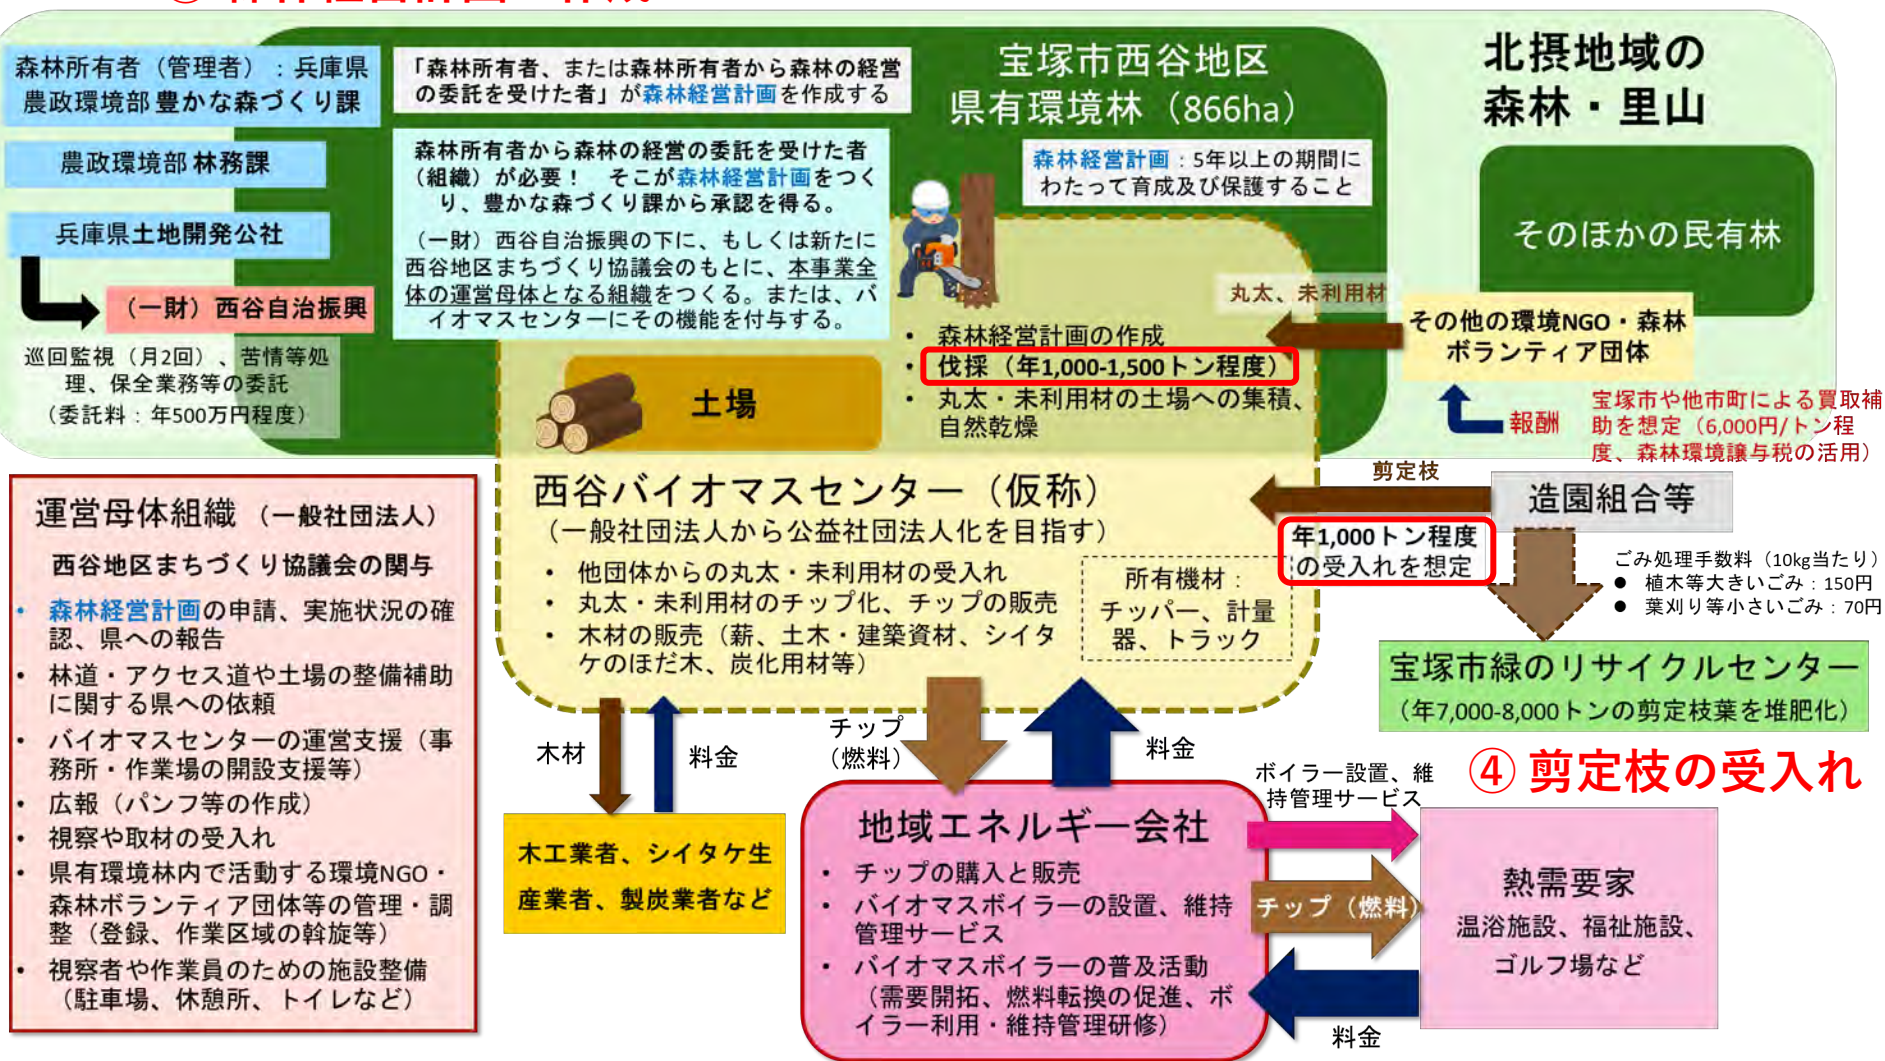 森林所有者（管理者）：兵庫県
農政環境部 豊かな森づくり課
農政環境部 林務課
兵庫県土地開発公社
（一財）西谷自治振興
巡回監視（月2回）、苦情等処
理、保全業務等の委託
（委託料：年500万円程度）
「森林所有者、または森林所有者から森林の経営
の委託を受けた者」が森林経営計画を作成する
森林所有者から森林の経営の委託を受けた者
（組織）が必要！ そこが森林経営計画をつく
り、豊かな森づくり課から承認を得る。
（一財）西谷自治振興の下に、もしくは新たに
西谷地区まちづくり協議会のもとに、本事業全
体の運営母体となる組織をつくる。または、バ
イオマスセンターにその機能を付与する。
宝塚市西谷地区
県有環境林（866ha）
森林経営計画：5年以上の期間に
わたって育成及び保護すること
北摂地域の
森林・里山
そのほかの民有林
丸太、未利用材
その他の環境NGO・森林
ボランティア団体
報酬
宝塚市や他市町による買取補
助を想定（6,000円/トン程
度、森林環境譲与税の活用）
• 森林経営計画の作成
• 伐採（年1,000-1,500トン程度）
• 丸太・未利用材の土場への集積、
自然乾燥
土場
西谷バイオマスセンター（仮称）
（一般社団法人から公益社団法人化を目指す）
• 他団体からの丸太・未利用材の受入れ
• 丸太・未利用材のチップ化、チップの販売
• 木材の販売（薪、土木・建築資材、シイタ
ケのほだ木、炭化用材等）
所有機材：
チッパー、計量
器、トラック
剪定枝
年1,000トン程度
の受入れを想定
造園組合等
ごみ処理手数料（10kg当たり）
● 植木等大きいごみ：150円
● 葉刈り等小さいごみ：70円
宝塚市緑のリサイクルセンター
（年7,000-8,000トンの剪定枝葉を堆肥化）
④ 剪定枝の受入れ
運営母体組織（一般社団法人）
西谷地区まちづくり協議会の関与
• 森林経営計画の申請、実施状況の確
認、県への報告
• 林道・アクセス道や土場の整備補助
に関する県への依頼
• バイオマスセンターの運営支援（事
務所・作業場の開設支援等）
• 広報（パンフ等の作成）
• 視察や取材の受入れ
• 県有環境林内で活動する環境NGO・
森林ボランティア団体等の管理・調
整（登録、作業区域の斡旋等）
• 視察者や作業員のための施設整備
（駐車場、休憩所、トイレなど）
木材
料金
チップ
（燃料）
料金
木工業者、シイタケ生
産業者、製炭業者など
地域エネルギー会社
• チップの購入と販売
• バイオマスボイラーの設置、維持
管理サービス
• バイオマスボイラーの普及活動
（需要開拓、燃料転換の促進、ボ
イラー利用・維持管理研修）
ボイラー設置、維
持管理サービス
チップ（燃料）
料金
熱需要家
温浴施設、福祉施設、
ゴルフ場など